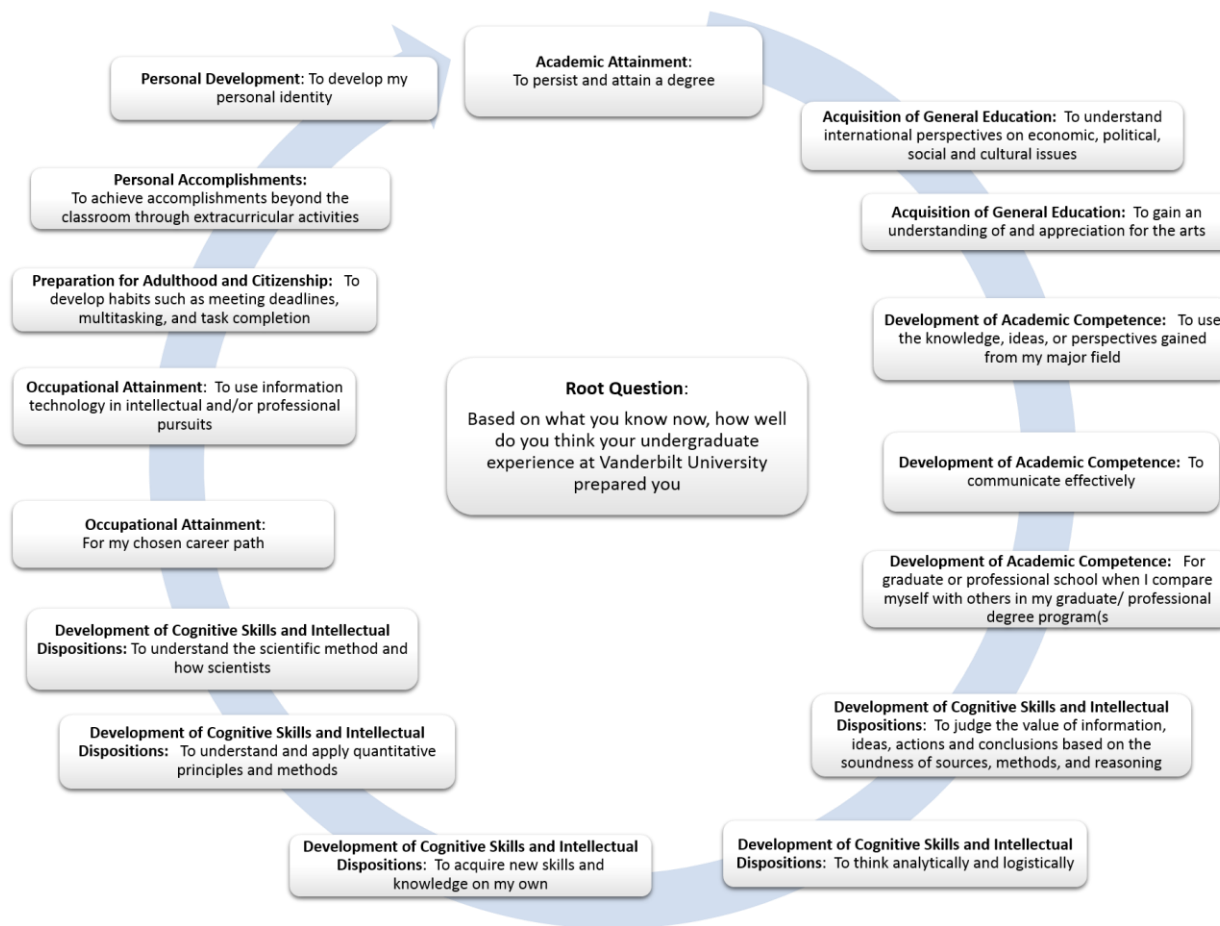 Academic Attainment:
To persist and attain a degree
Acquisition of General Education: To understand
international perspectives on economic, political,
social and cultural issues
Acquisition of General Education: To gain an
understanding of and appreciation for the arts
Development of Academic Competence: To use
the knowledge, ideas, or perspectives gained
from my major field
Development of Academic Competence: To
communicate effectively
Development of Academic Competence: For
graduate or professional school when I compare
myself with others in my graduate/ professional
degree program(s
Development of Cognitive Skills and Intellectual
Dispositions: To judge the value of information,
ideas, actions and conclusions based on the
soundness of sources, methods, and reasoning
Development of Cognitive Skills and Intellectual
Dispositions: To think analytically and logistically
Development of Cognitive Skills and Intellectual
Dispositions: To acquire new skills and
knowledge on my own
Development of Cognitive Skills and Intellectual
Dispositions: To understand and apply quantitative
principles and methods
Development of Cognitive Skills and Intellectual
Dispositions: To understand the scientific method and
how scientists
Occupational Attainment:
For my chosen career path
Occupational Attainment: To use information
technology in intellectual and/or professional
pursuits
Preparation for Adulthood and Citizenship: To
develop habits such as meeting deadlines,
multitasking, and task completion
Personal Accomplishments:
To achieve accomplishments beyond the
classroom through extracurricular activities
Personal Development: To develop my
personal identity
Root Question:
Based on what you know now, how well
do you think your undergraduate
experience at Vanderbilt University
prepared you